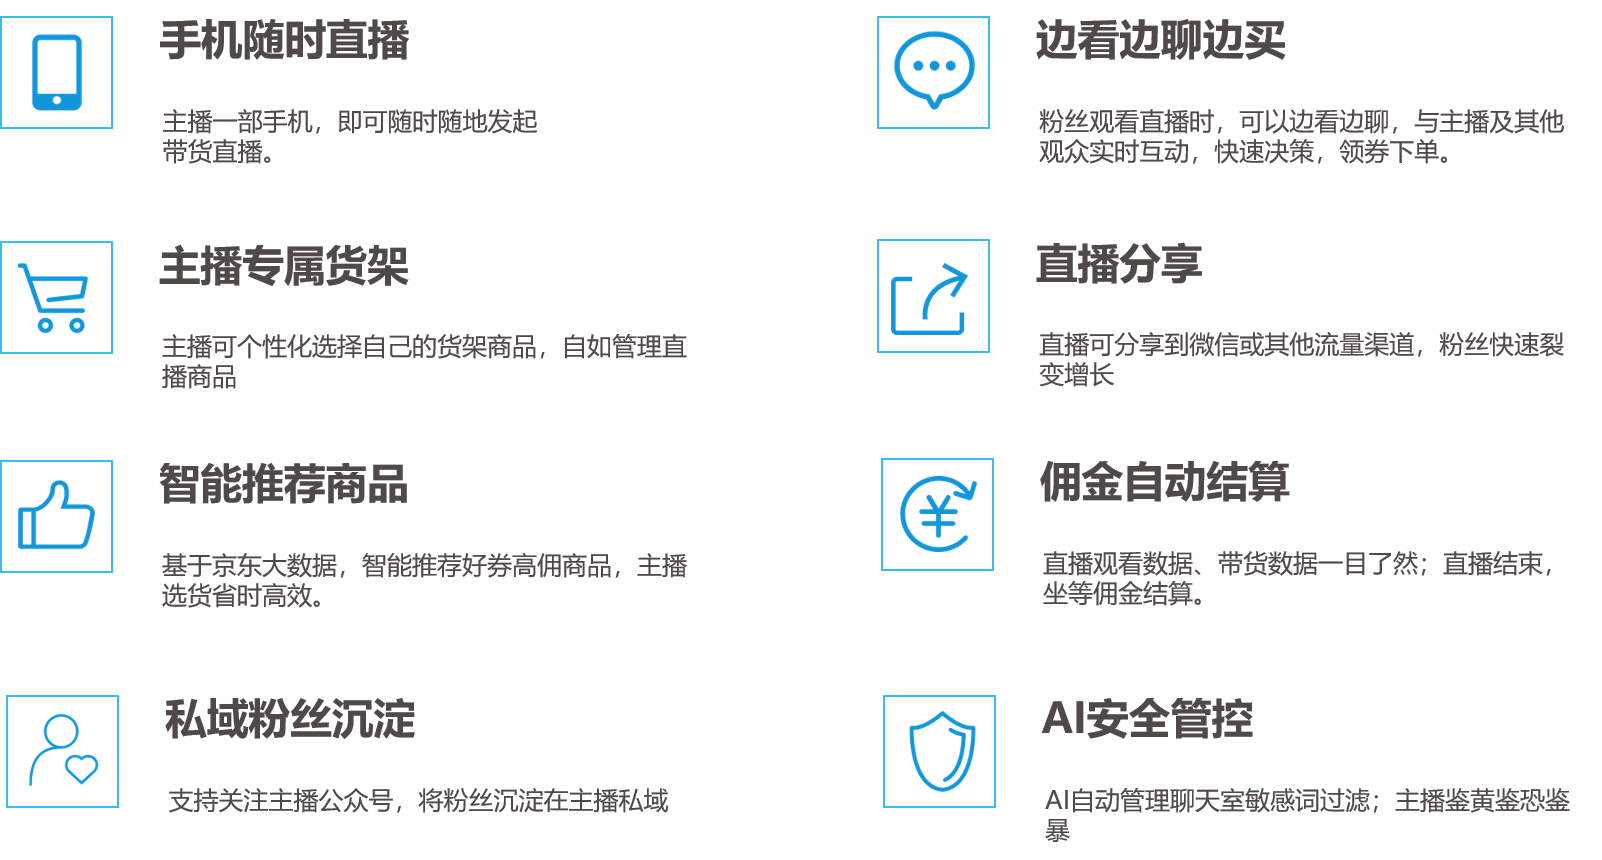 手机随时直播
主播一部手机，即可随时随地发起
带货直播。
边看边聊边买
粉丝观看直播时，可以边看边聊，与主播及其他
观众实时互动，快速决策，领券下单。
主播专属货架
主播可个性化选择自己的货架商品，自如管理直
播商品
直播分享
直播可分享到微信或其他流量渠道，粉丝快速裂
变增长
智能推荐商品
基于京东大数据，智能推荐好券高佣商品，主播
选货省时高效。
佣金自动结算
直播观看数据、带货数据一目了然；直播结束，
坐等佣金结算。
私域粉丝沉淀
支持关注主播公众号，将粉丝沉淀在主播私域
AI安全管控
AI自动管理聊天室敏感词过滤；主播鉴黄鉴恐鉴
暴